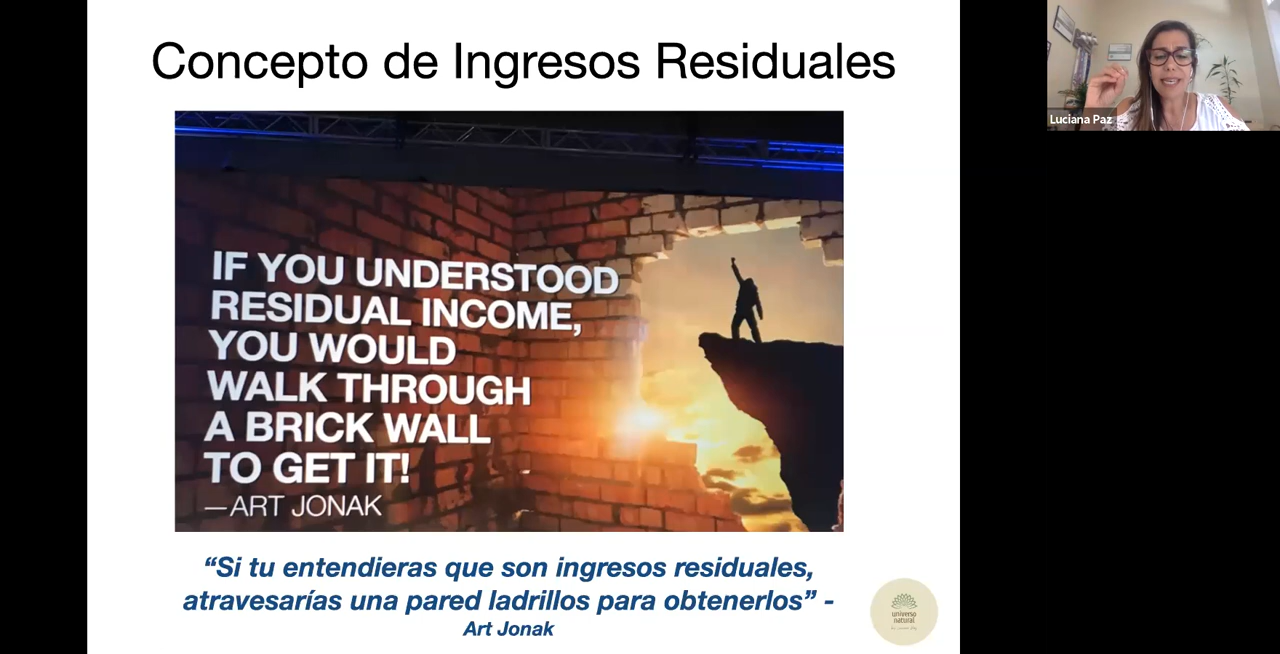 Concepto de Ingresos Residuales
Luciana Paz
IF YOU UNDERSTOOD
RESIDUAL INCOME,
YOU WOULD
WALK THROUGH
A BRICK WALL
TO GET IT!
—ART JONAK
“Si tu entendieras que son ingresos residuales,
atravesarías una pared ladrillos para obtenerlos” -
Art Jonak
universo
natural